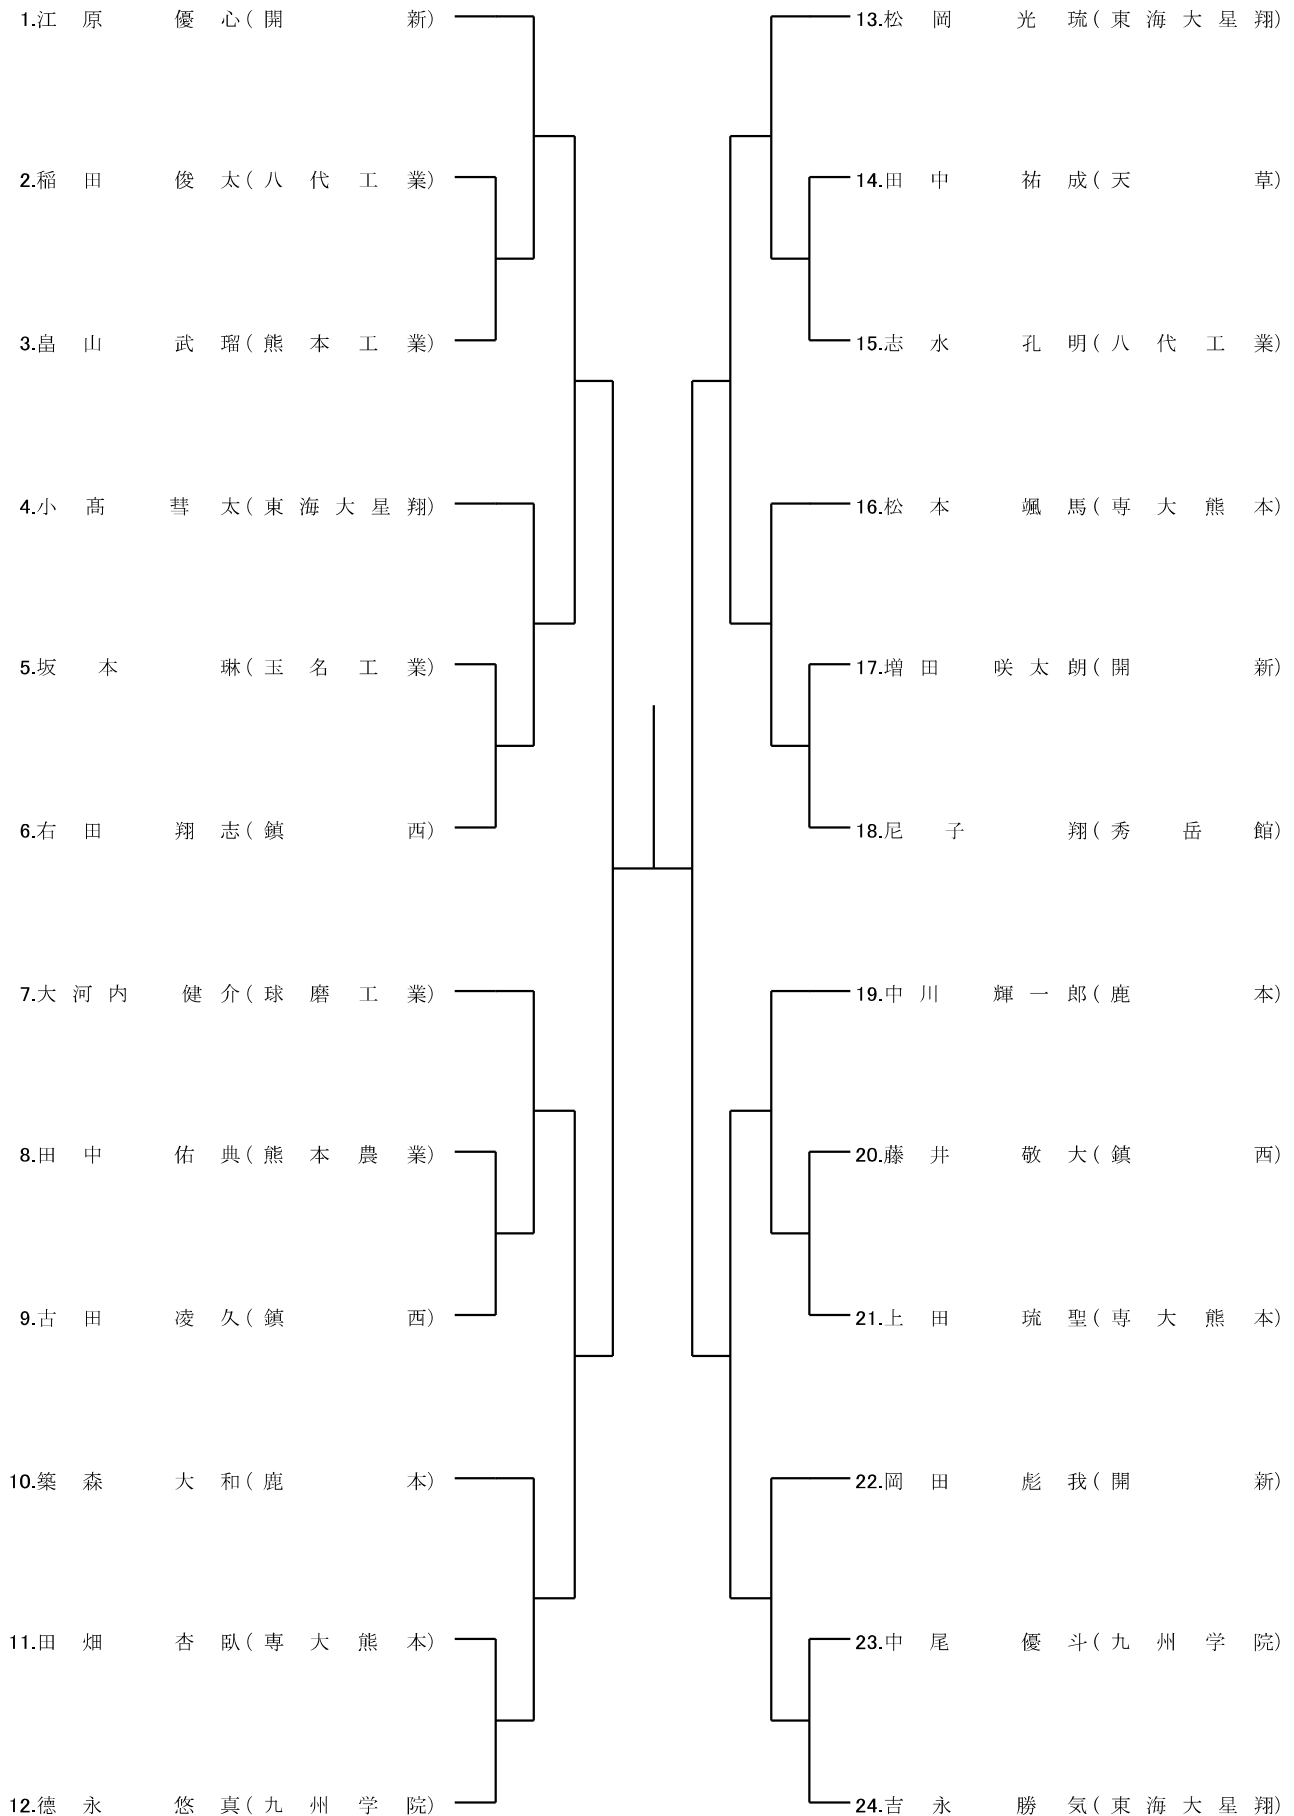 1.江原 優心(開新)
2.稲田 俊太(八代工業)
3.畠山 武瑠(熊本工業)
4.小髙 彗太(東海大星翔)
5.坂本 琳(玉名工業)
6.右田 翔志(鎮西)
7.大河内 健介(球磨工業)
8.田中 佑典(熊本農業)
9.古田 凌久(鎮西)
10.築森 大和(鹿本)
11.田畑 杏臥(専大熊本)
12.德永 悠真(九州学院)
13.松岡 光琉(東海大星翔)
14.田中 祐成(天草)
15.志水 孔明(八代工業)
16.松本 颯馬(専大熊本)
17.増田 咲太朗(開新)
18.尼子 翔(秀岳館)
19.中川 輝一郎(鹿本)
20.藤井 敬大(鎮西)
21.上田 琉聖(専大熊本)
22.岡田 彪我(開新)
23.中尾 優斗(九州学院)
24.吉永 勝気(東海大星翔)